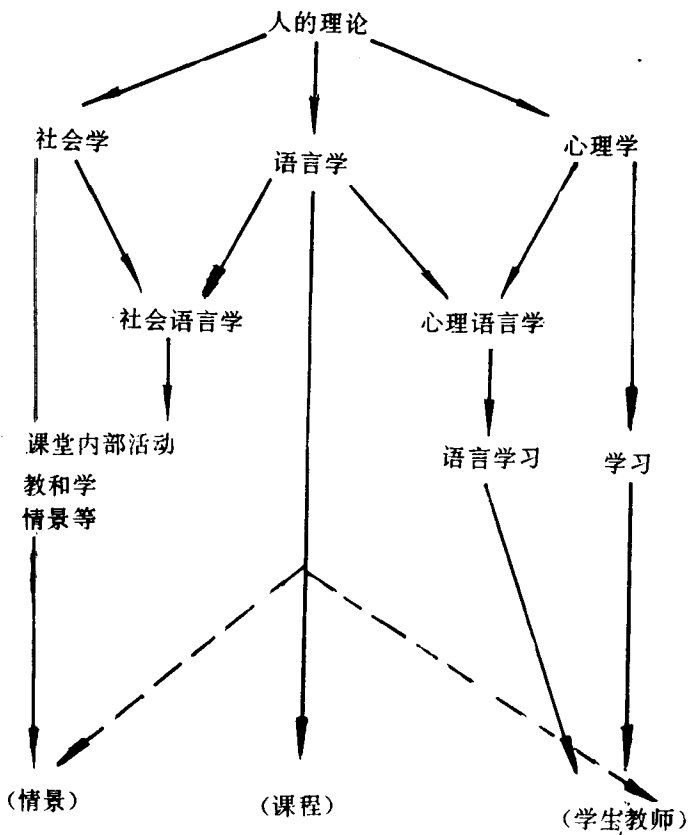 人的理论
社会学
语言学
心理学
社会语言学
心理语言学
课堂内部活动
教和学
情景等
语言学习
学习
（情景）
（课程）
（学生教师）